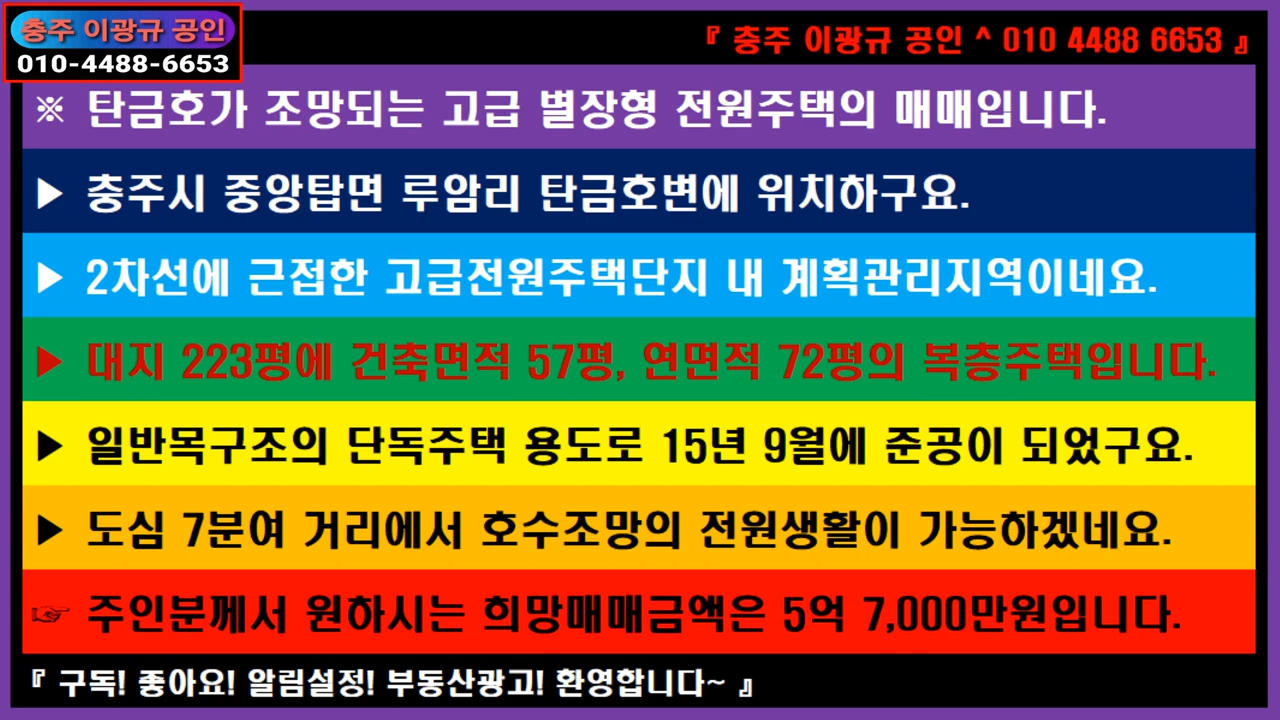 충주 이광규 공인
010-4488-6653
『 충주 이광규 공인 ^ 010 4488 6653 』
※ 탄금호가 조망되는 고급 별장형 전원주택의 매매입니다.
▶ 충주시 중앙탑면 루암리 탄금호변에 위치하구요.
▶ 2차선에 근접한 고급전원주택단지 내 계획관리지역이네요.
▶ 대지 223평에 건축면적 57평, 연면적 72평의 복층주택입니다.
▶ 일반목구조의 단독주택 용도로 15년 9월에 준공이 되었구요.
▶ 도심 7분여 거리에서 호수조망의 전원생활이 가능하겠네요.
☞ 주인분께서 원하시는 희망매매금액은 5억 7,000만원입니다.
『 구독! 좋아요! 알림설정! 부동산광고! 환영합니다~ 』